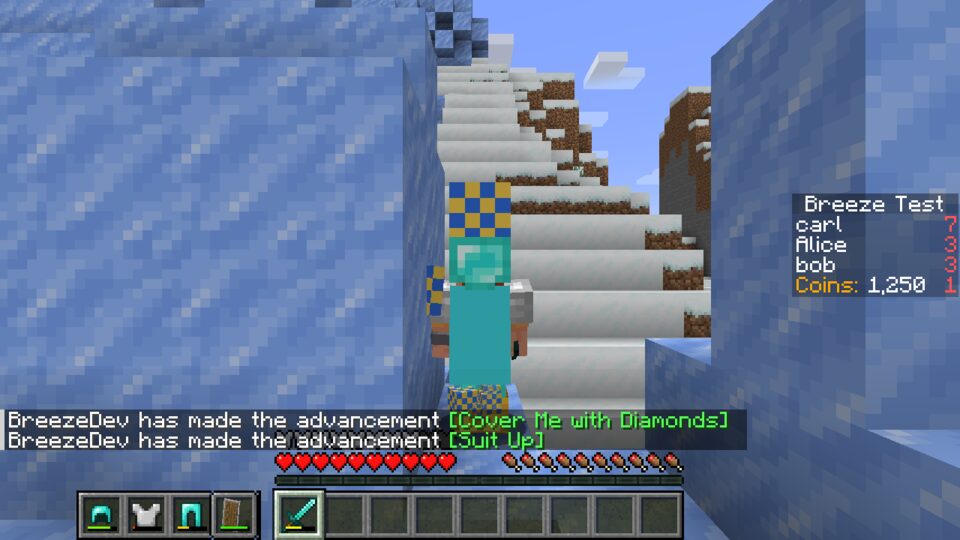 Breeze Test
carl 7
Alice 3
bob 3
Coins: 1,250 1
BreezeDev has made the advancement [Cover Me with Diamonds]
BreezeDev has made the advancement [Suit Up]